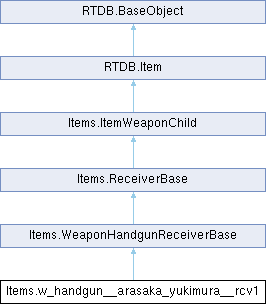 RTDB.BaseObject
RTDB.Item
Items.ItemWeaponChild
Items.ReceiverBase
Items.WeaponHandgunReceiverBase
Items.w_handgun__arasaka_yukimura__rcv1